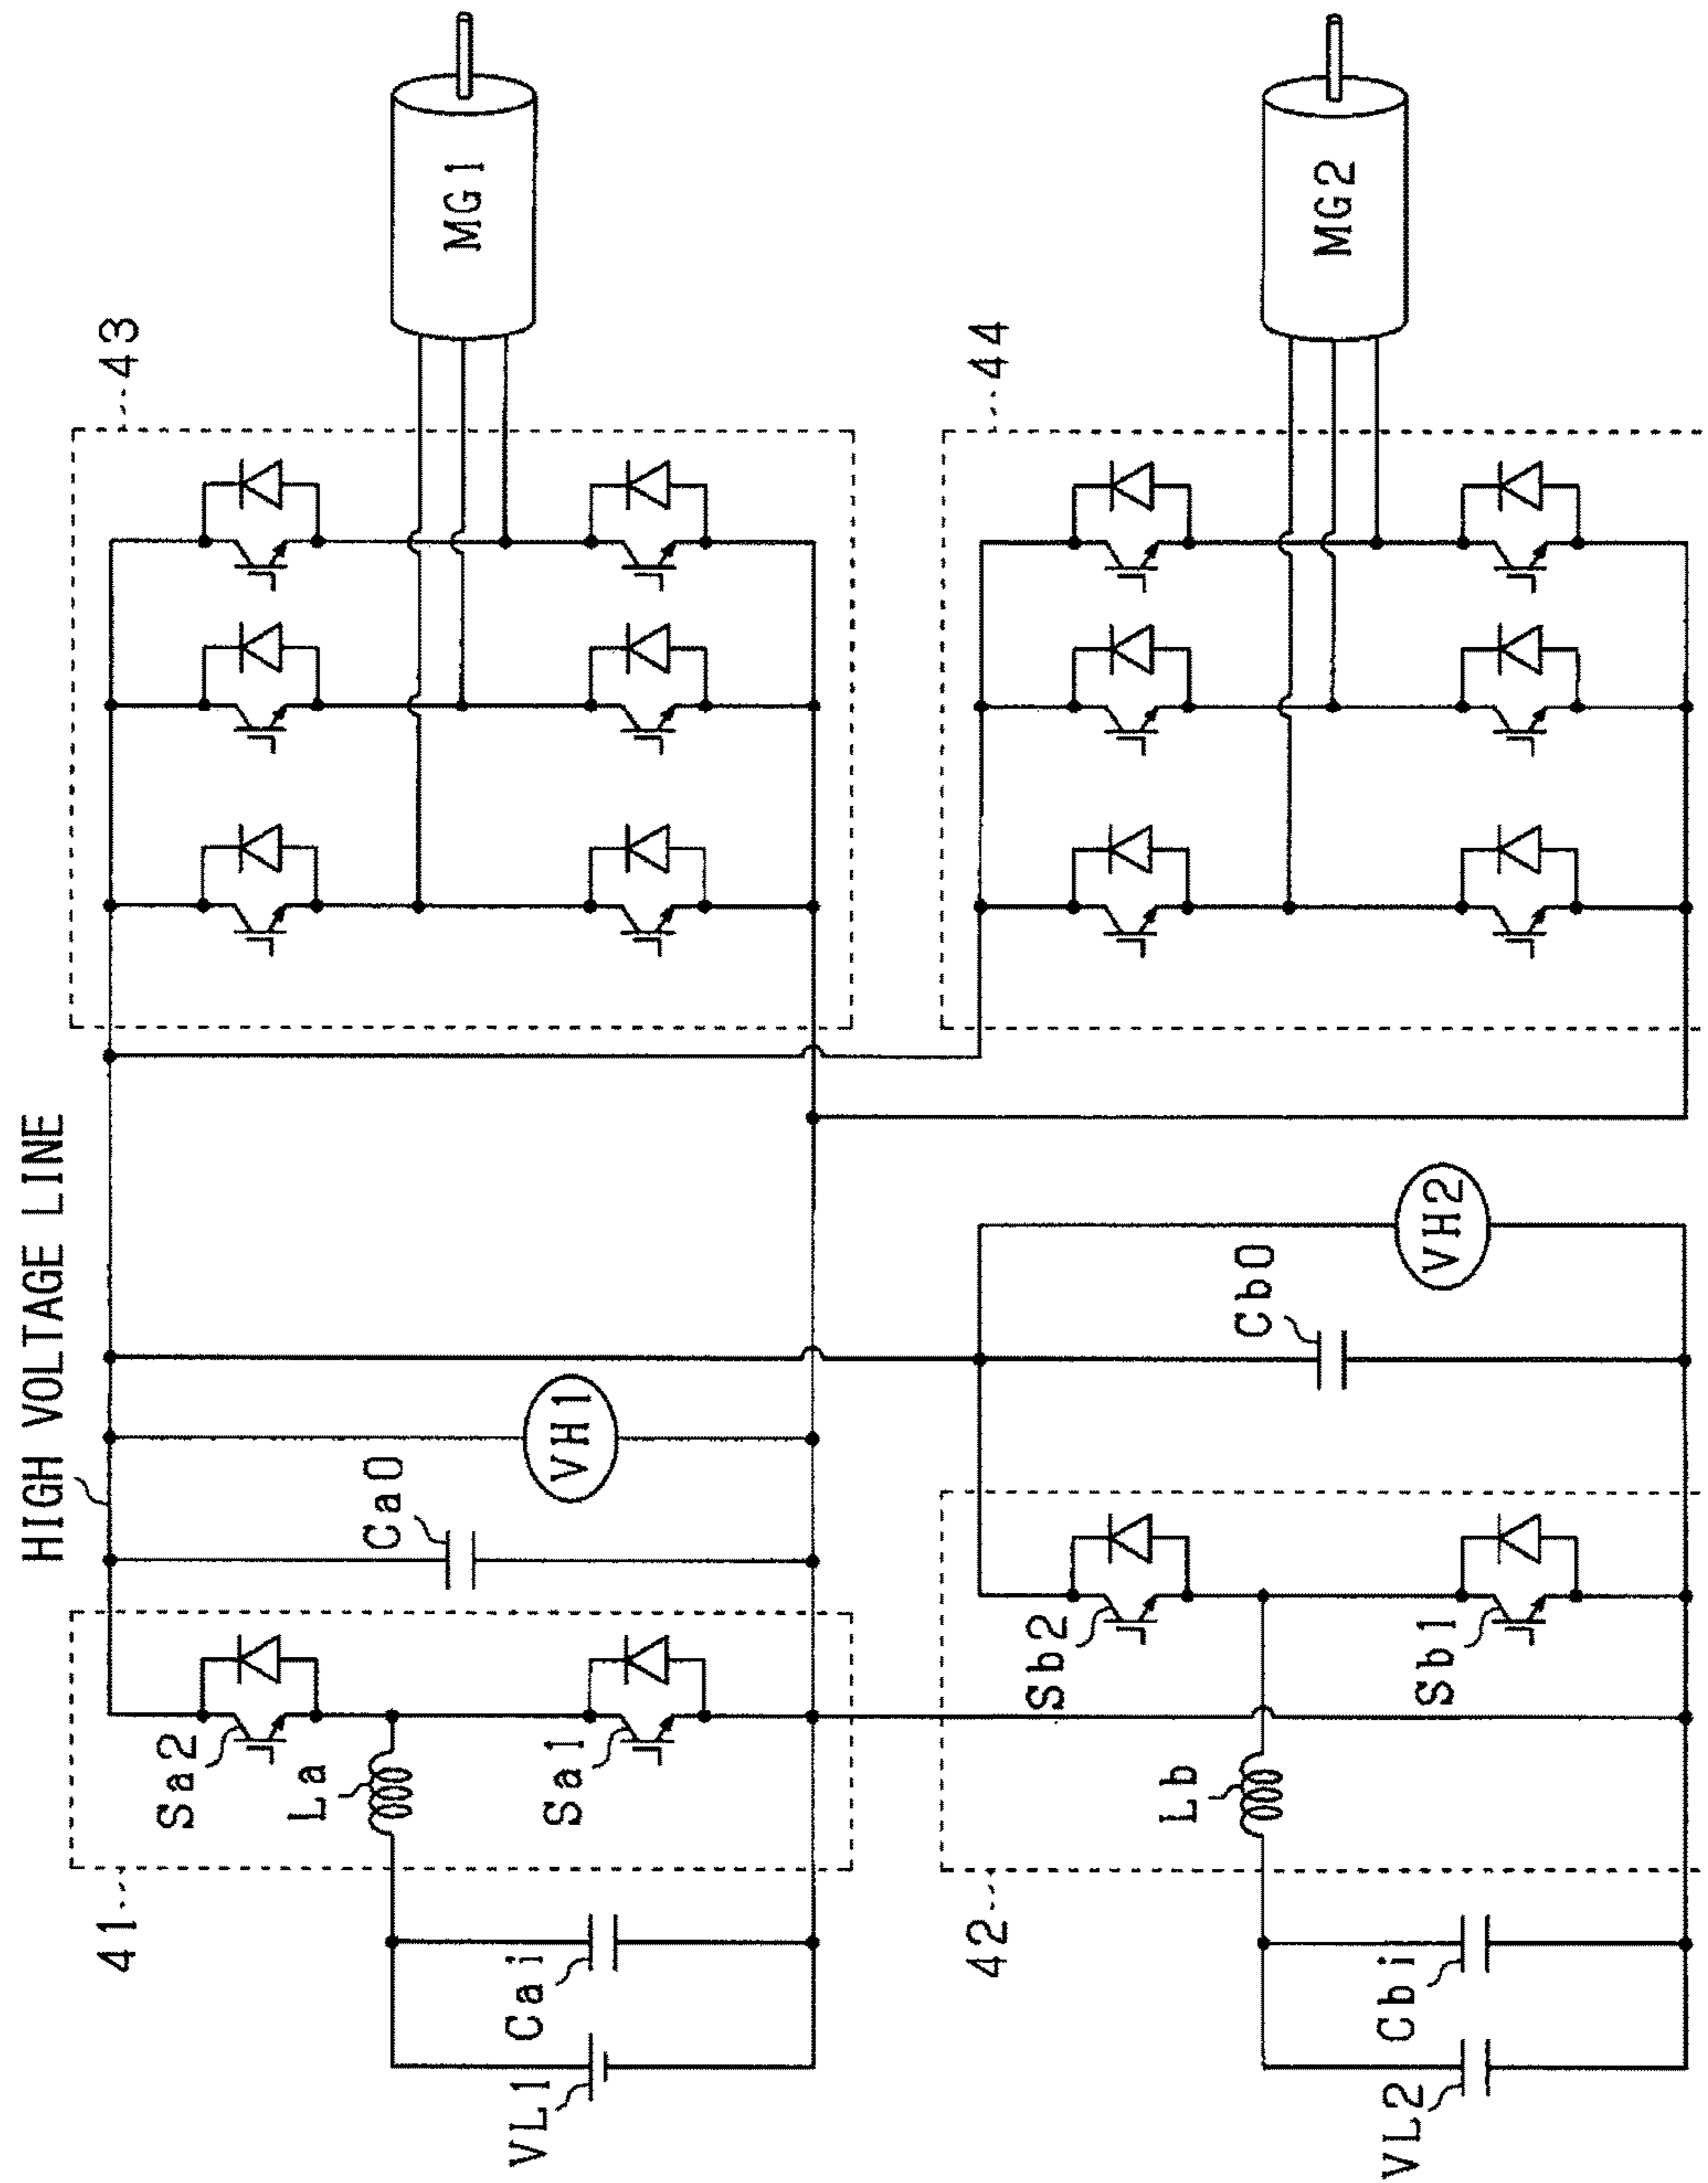 HIGH VOLTAGE LINE
43
MG1
41
Sa2
La
Sa1
Ca0
VH1
Cai
VL1
44
MG2
42
Sb2
Lb
Sb1
Cb0
VH2
Cbi
VL2